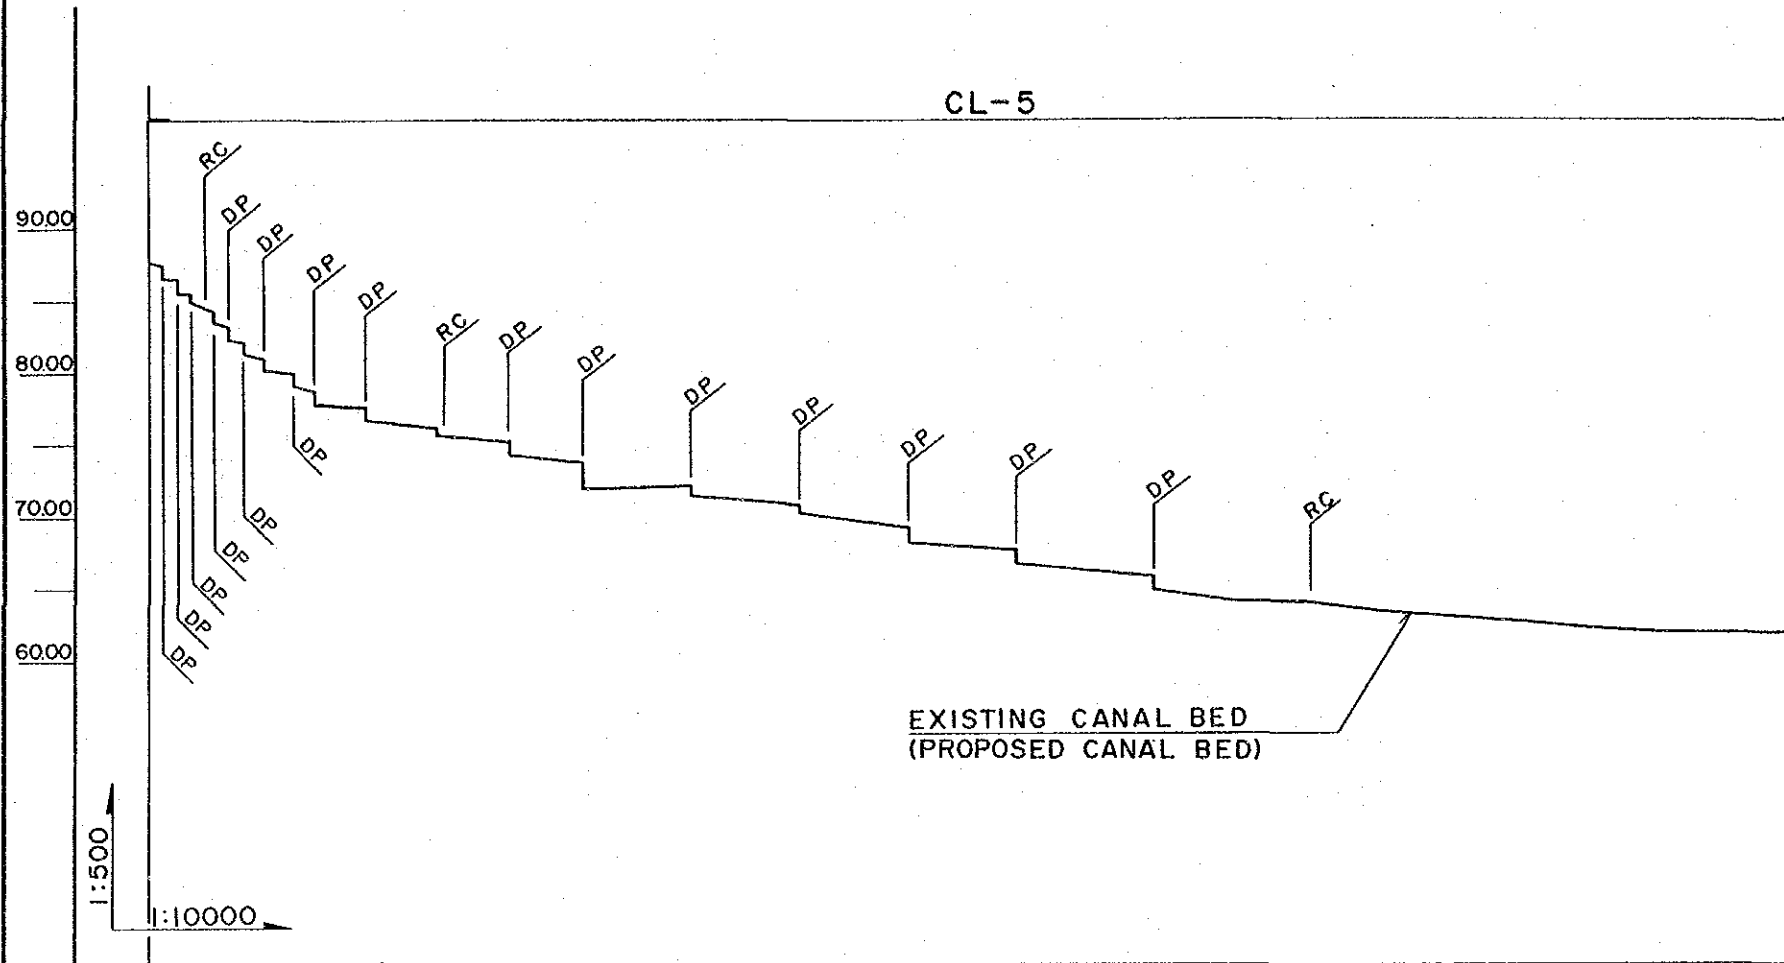 CL-5
RC
DP
DP
DP
DP
RC
DP
DP
DP
DP
DP
DP
DP
RC
90.00
80.00
70.00
60.00
DP
DP
DP
DP
DP
DP
EXISTING CANAL BED
(PROPOSED CANAL BED)
1:500
1:10000